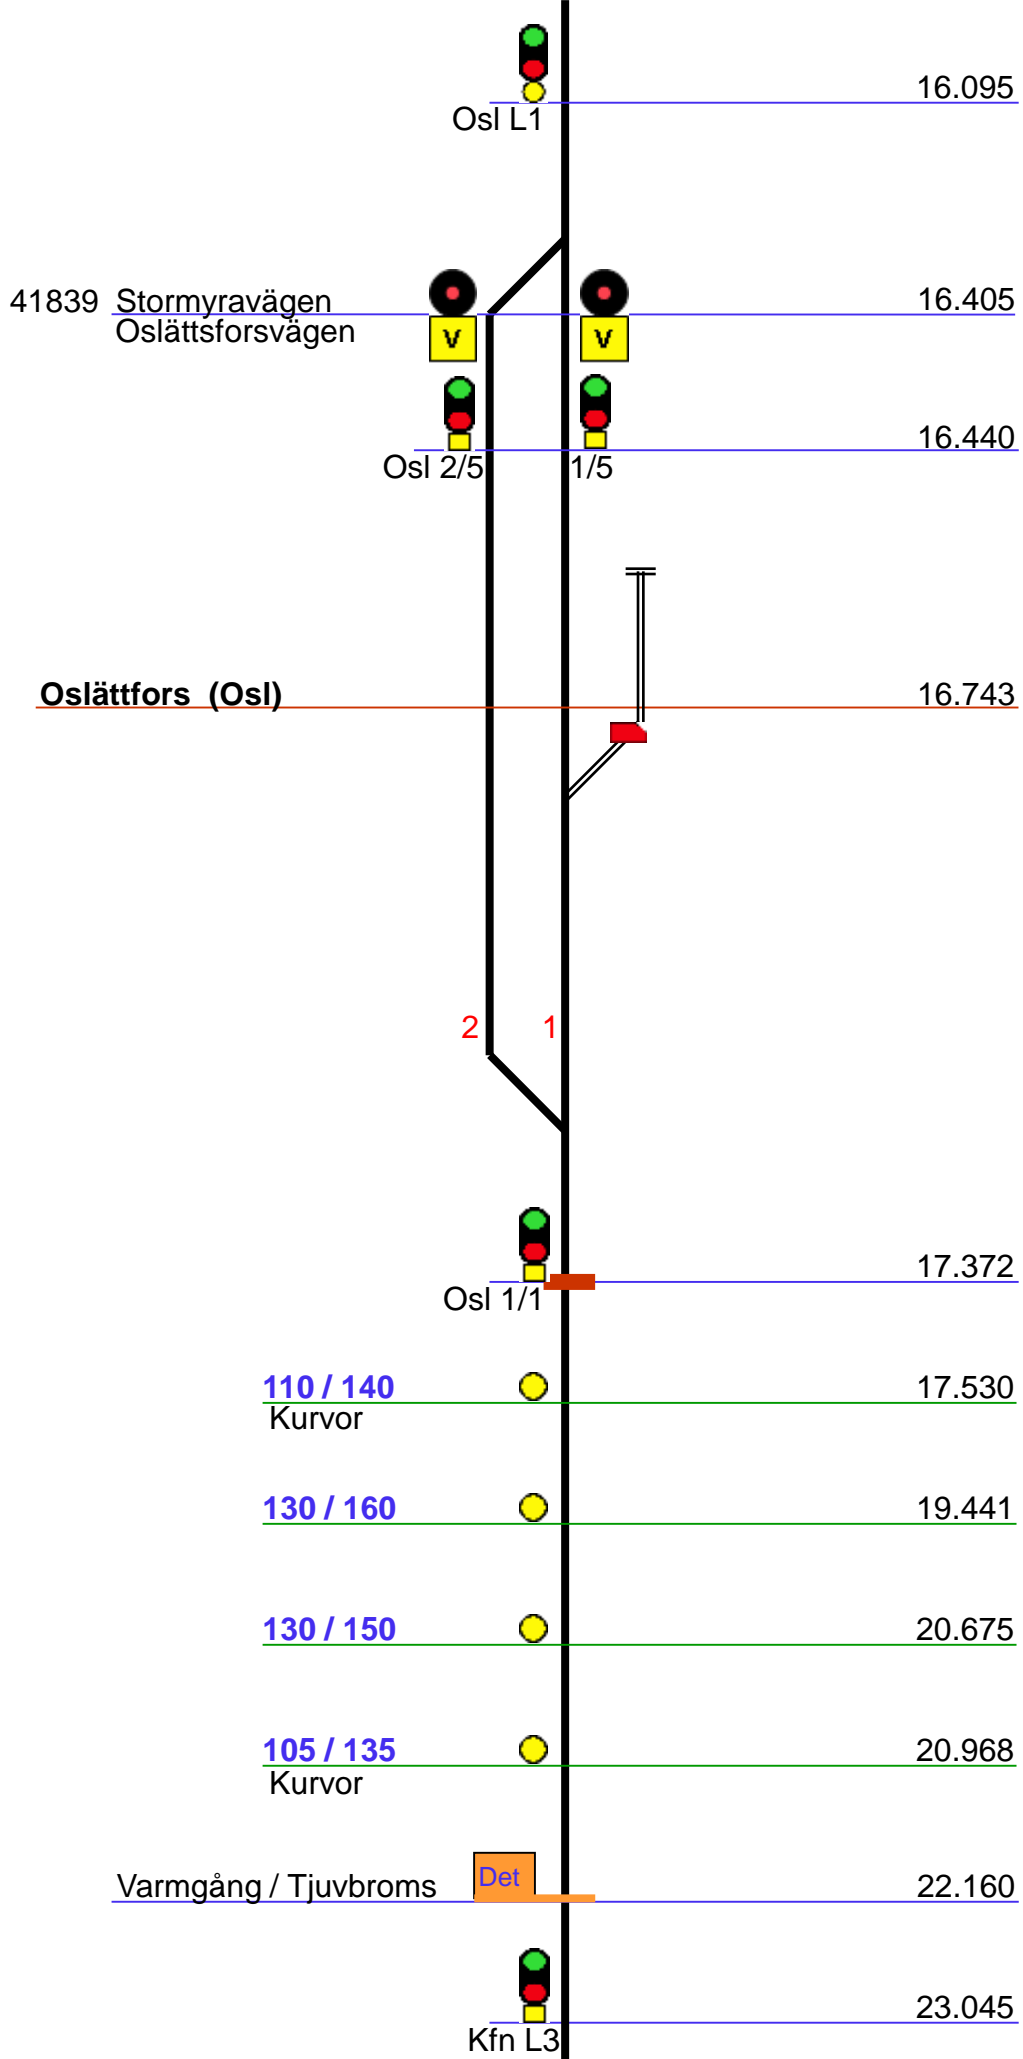 16.095
Osl L1
41839 Stormyravägen 16.405
Oslättsforsvägen
V V
16.440
Osl 2/5 1/5
Oslättfors (Osl) 16.743
2 1
17.372
Osl 1/1
110 / 140 17.530
Kurvor
130 / 160 19.441
130 / 150 20.675
105 / 135 20.968
Kurvor
Varmgång / Tjuvbroms Det 22.160
23.045
Kfn L3